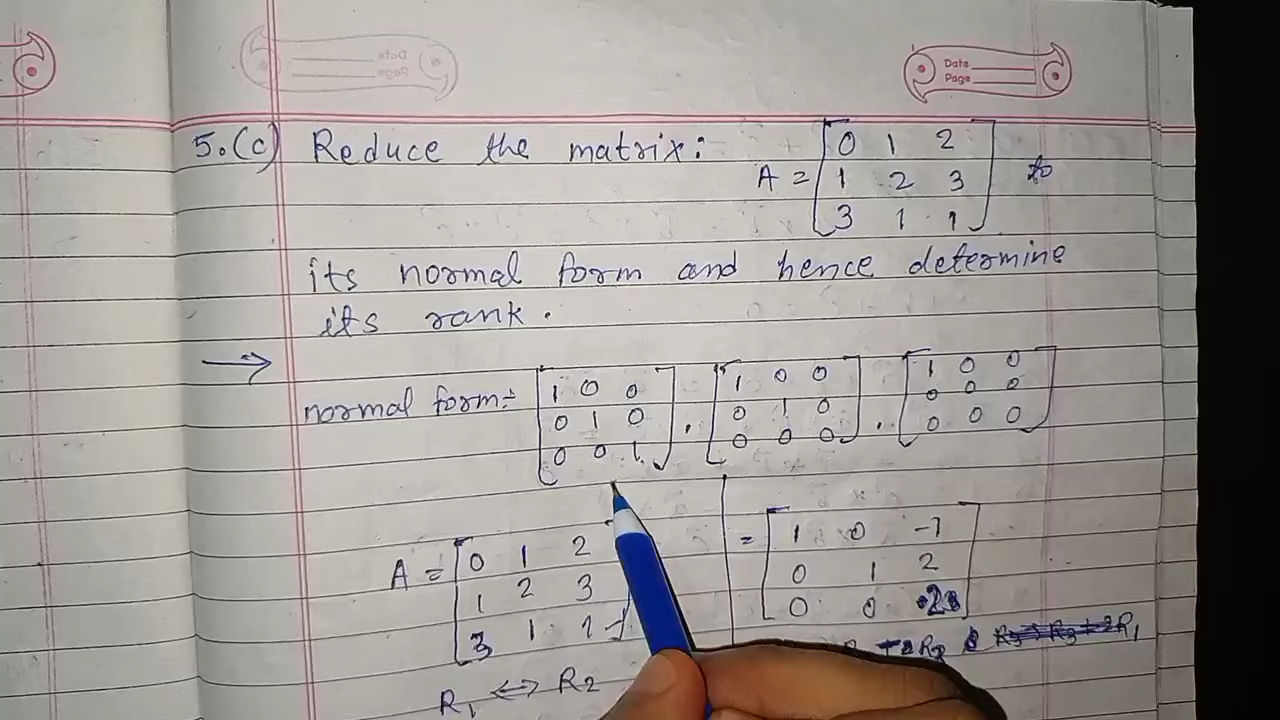 Date
Page
Date
Page
5.(c) Reduce the matrix: A = [0 1 2
1 2 3
3 1 1] to
its normal form and hence determine
its rank.
→
normal form:- [1 0 0
0 1 0
0 0 1] , [1 0 0
0 1 0
0 0 0] , [1 0 0
0 0 0
0 0 0]
A = [0 1 2
1 2 3
3 1 1]
R1 ↔ R2
= [1 0 -1
0 1 2
0 0